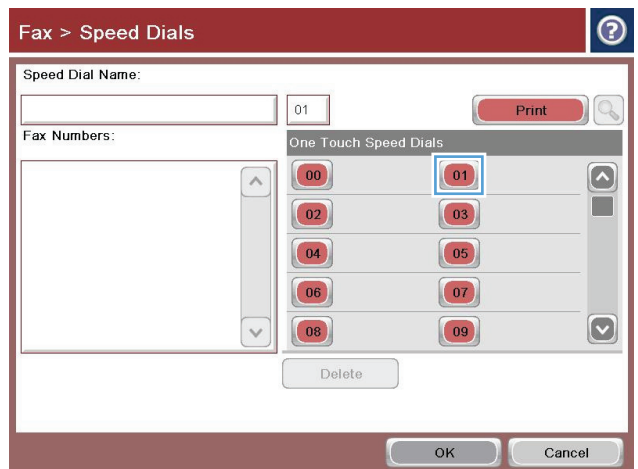 Fax > Speed Dials
?
Speed Dial Name:
01
Print
Fax Numbers:
One Touch Speed Dials
00 01
02 03
04 05
06 07
08 09
Delete
OK Cancel